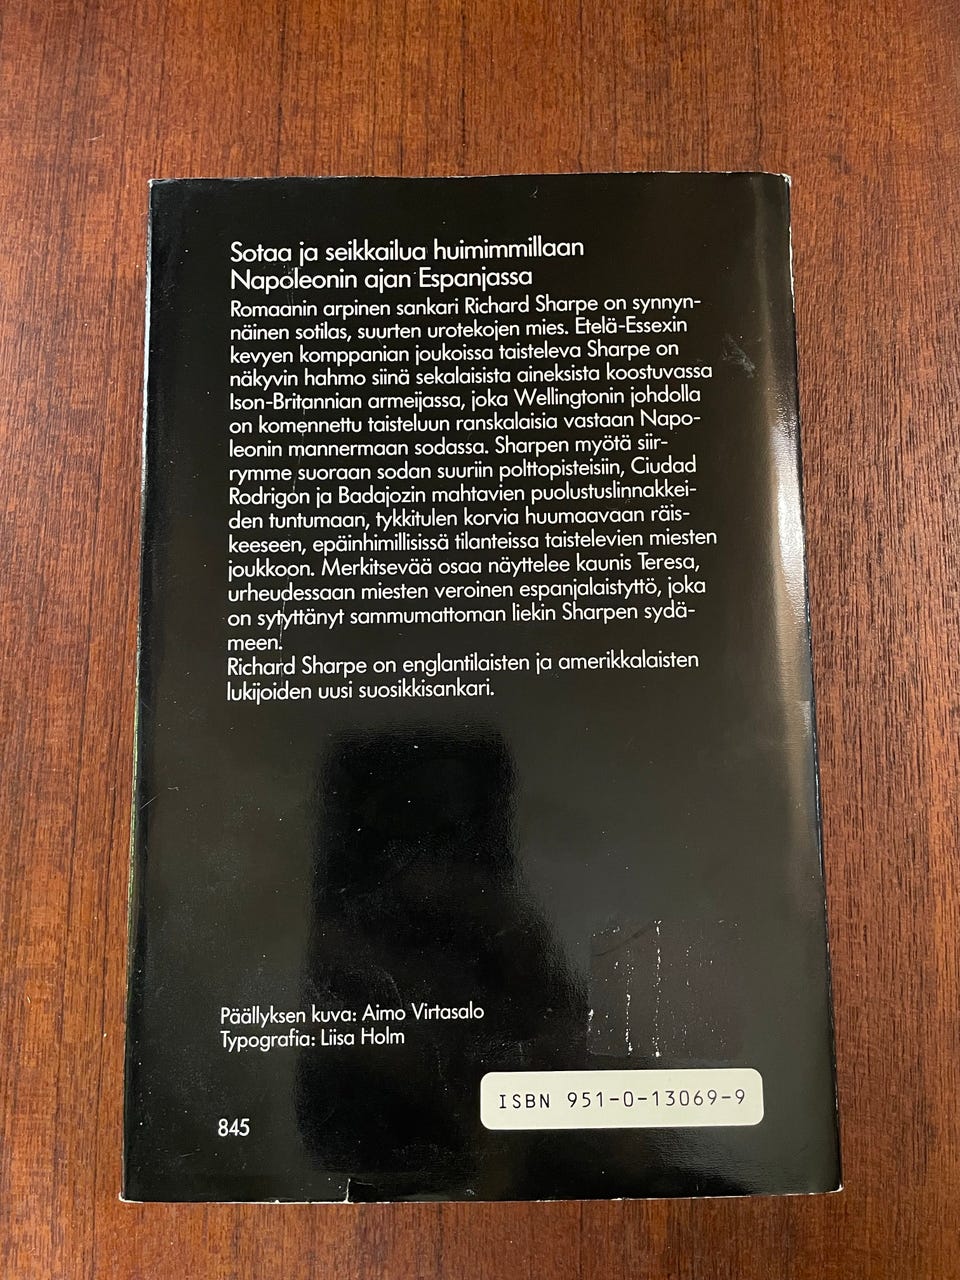 Sotaa ja seikkailua huimimmillaan
Napoleonin ajan Espanjassa
Romaanin arpinen sankari Richard Sharpe on synnyn-
näinen sotilas, suurten urotekojen mies. Etelä-Essexin
kevyen komppanian joukoissa taisteleva Sharpe on
näkyvin hahmo siinä sekalaisista aineksista koostuvassa
Ison-Britannian armeijassa, joka Wellingtonin johdolla
on komennettu taisteluun ranskalaisia vastaan Napo-
leonin mannermaan sodassa. Sharpen myötä siir-
rymme suoraan sodan suuriin polttopisteisiin, Ciudad
Rodrigon ja Badajozin mahtavien puolustuslinnakkei-
den tuntumaan, tykkitulen korvia huumaavaan räis-
keeseen, epäinhimillisissä tilanteissa taistelevien miesten
joukkoon. Merkitsevää osaa näyttelee kaunis Teresa,
urheudessaan miesten veroinen espanjalaistyttö, joka
on sytyttänyt sammumattoman liekin Sharpen sydä-
meen.
Richard Sharpe on englantilaisten ja amerikkalaisten
lukijoiden uusi suosikkisankari.
Päällyksen kuva: Aimo Virtasalo
Typografia: Liisa Holm
ISBN 951-0-13069-9
845